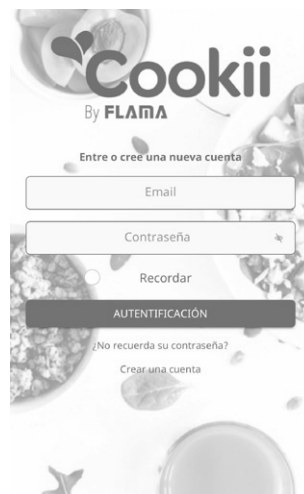 Cookii
By FLAMA
Entre o cree una nueva cuenta
Email
Contraseña
Recordar
AUTENTIFICACIÓN
¿No recuerda su contraseña?
Crear una cuenta